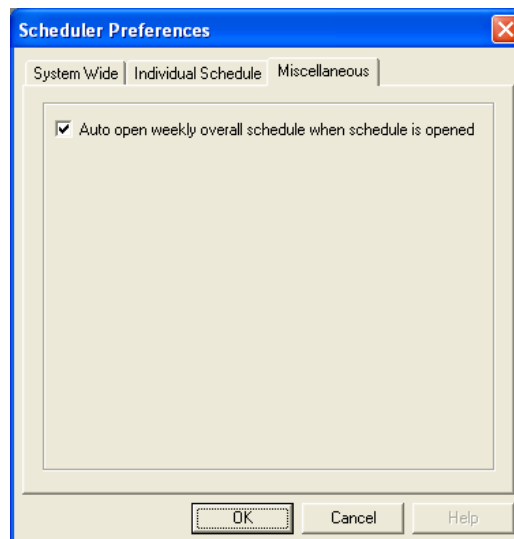 Scheduler Preferences
System Wide Individual Schedule Miscellaneous
Auto open weekly overall schedule when schedule is opened
OK Cancel Help